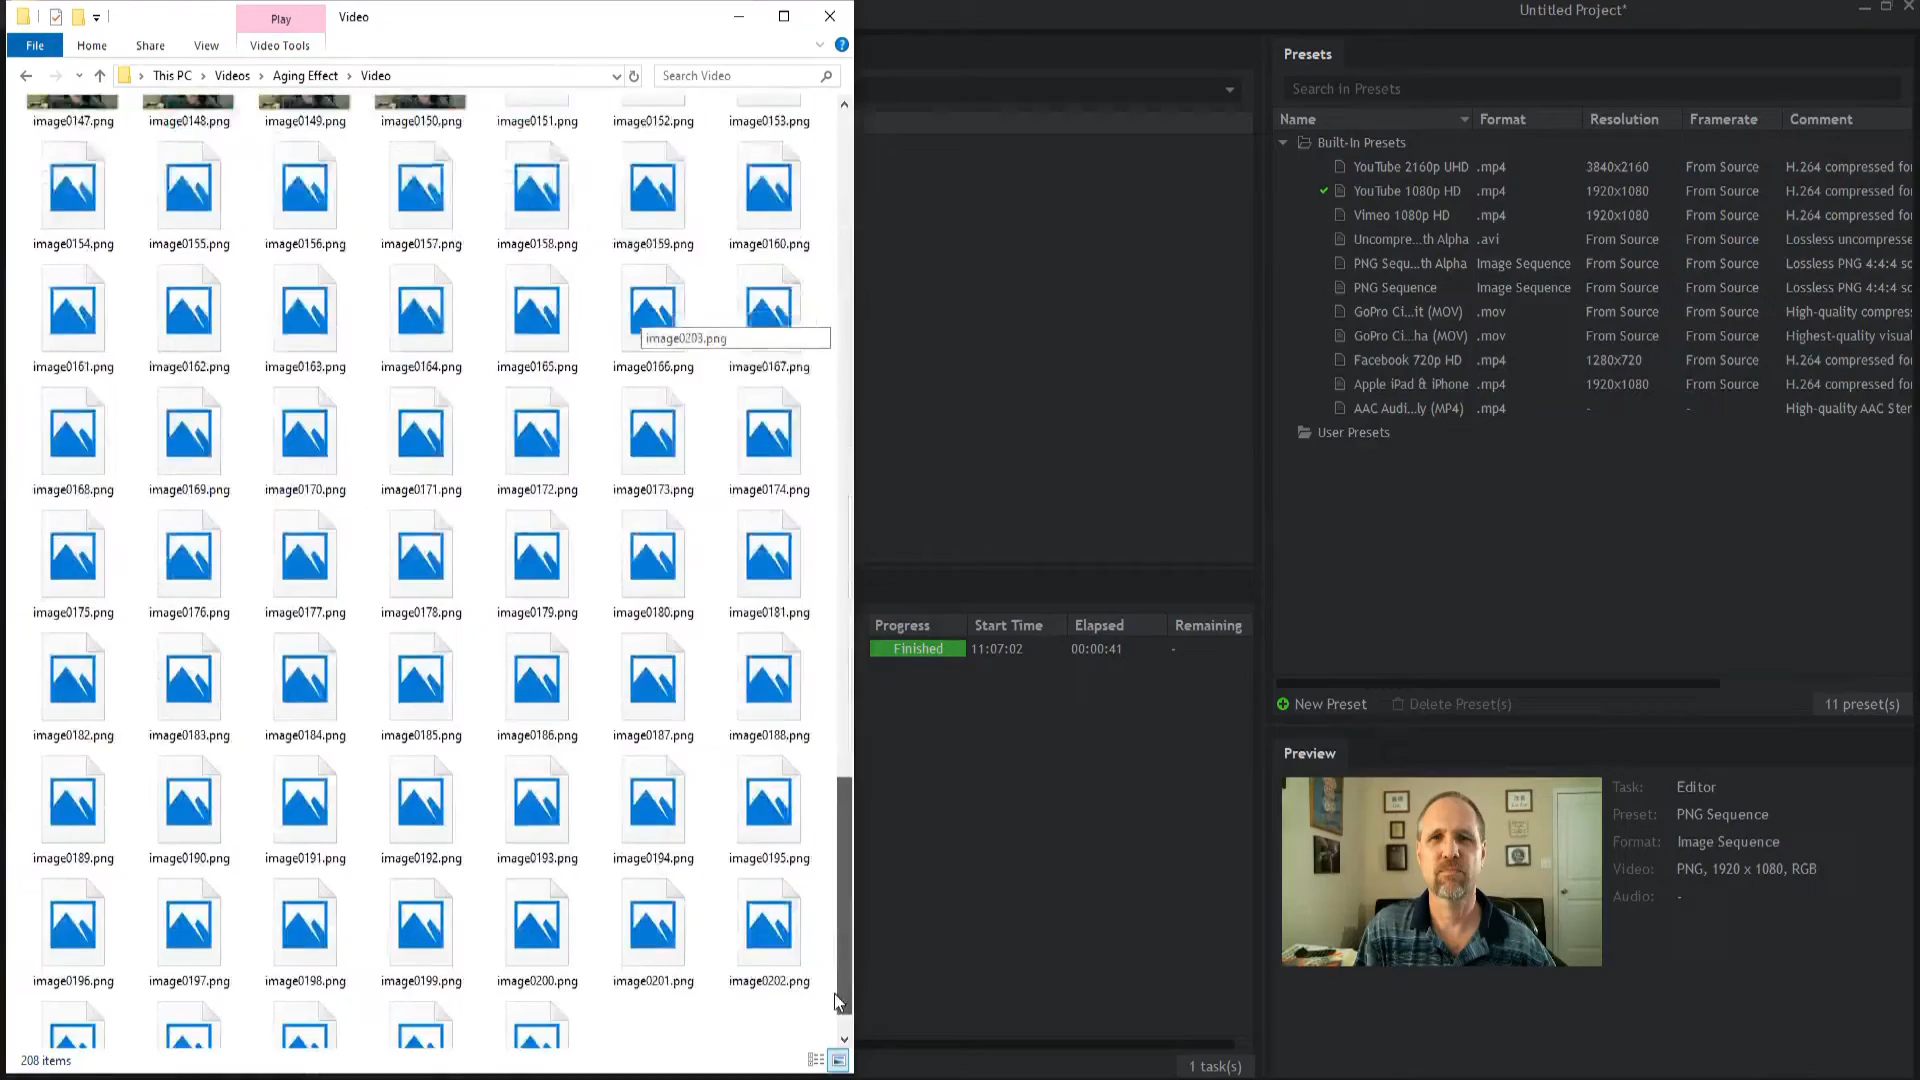 Play
Video
File
Home
Share
View
Video Tools
This PC
Videos
Aging Effect
Video
Search Video
image0147.png
image0148.png
image0149.png
image0150.png
image0151.png
image0152.png
image0153.png
image0154.png
image0155.png
image0156.png
image0157.png
image0158.png
image0159.png
image0160.png
image0203.png
image0161.png
image0162.png
image0163.png
image0164.png
image0165.png
image0166.png
image0167.png
image0168.png
image0169.png
image0170.png
image0171.png
image0172.png
image0173.png
image0174.png
image0175.png
image0176.png
image0177.png
image0178.png
image0179.png
image0180.png
image0181.png
image0182.png
image0183.png
image0184.png
image0185.png
image0186.png
image0187.png
image0188.png
image0189.png
image0190.png
image0191.png
image0192.png
image0193.png
image0194.png
image0195.png
image0196.png
image0197.png
image0198.png
image0199.png
image0200.png
image0201.png
image0202.png
208 items
Progress
Start Time
Elapsed
Remaining
Finished
11:07:02
00:00:41
-
1 task(s)
Untitled Project*
Presets
Search in Presets
Name
Format
Resolution
Framerate
Comment
Built-In Presets
YouTube 2160p UHD .mp4 3840x2160 From Source H.264 compressed fo
YouTube 1080p HD .mp4 1920x1080 From Source H.264 compressed fo
Vimeo 1080p HD .mp4 1920x1080 From Source H.264 compressed fo
Uncompre...th Alpha .avi From Source From Source Lossless uncompresse
PNG Sequ...th Alpha Image Sequence From Source From Source Lossless PNG 4:4:4 so
PNG Sequence Image Sequence From Source From Source Lossless PNG 4:4:4 so
GoPro Ci...it (MOV) .mov From Source From Source High-quality compres
GoPro Ci...ha (MOV) .mov From Source From Source Highest-quality visual
Facebook 720p HD .mp4 1280x720 From Source H.264 compressed fo
Apple iPad & iPhone .mp4 1920x1080 From Source H.264 compressed fo
AAC Audi...ly (MP4) .mp4 - - High-quality AAC Ster
User Presets
New Preset
Delete Preset(s)
11 preset(s)
Preview
Task: Editor
Preset: PNG Sequence
Format: Image Sequence
Video: PNG, 1920 x 1080, RGB
Audio: -